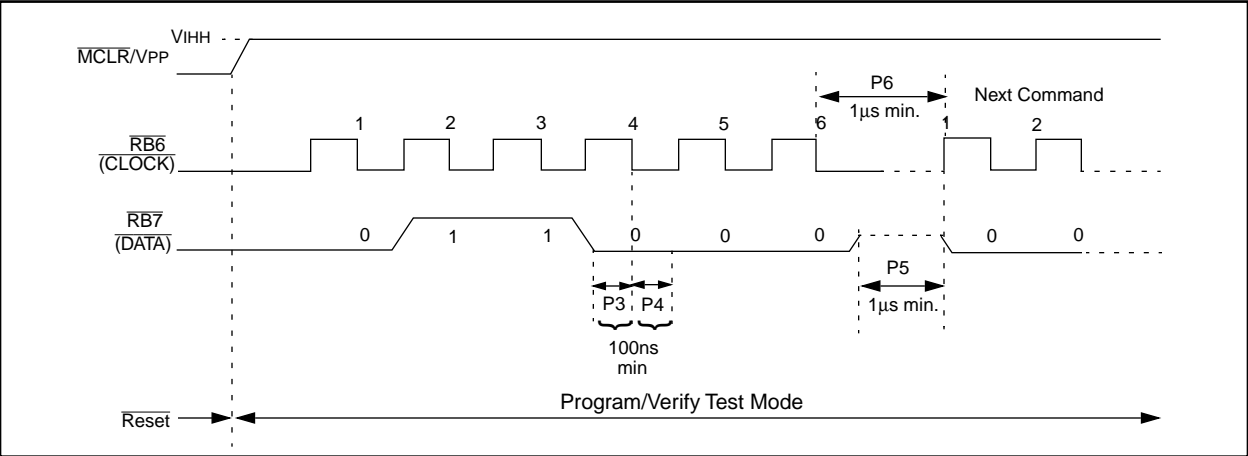 VIHH
MCLR/VPP
P6
1µs min.
Next Command
1 2 3 4 5 6 1 2
RB6
(CLOCK)
RB7
(DATA)
0 1 1 0 0 0 0 0
P5
1µs min.
P3 P4
100ns
min
Program/Verify Test Mode
Reset